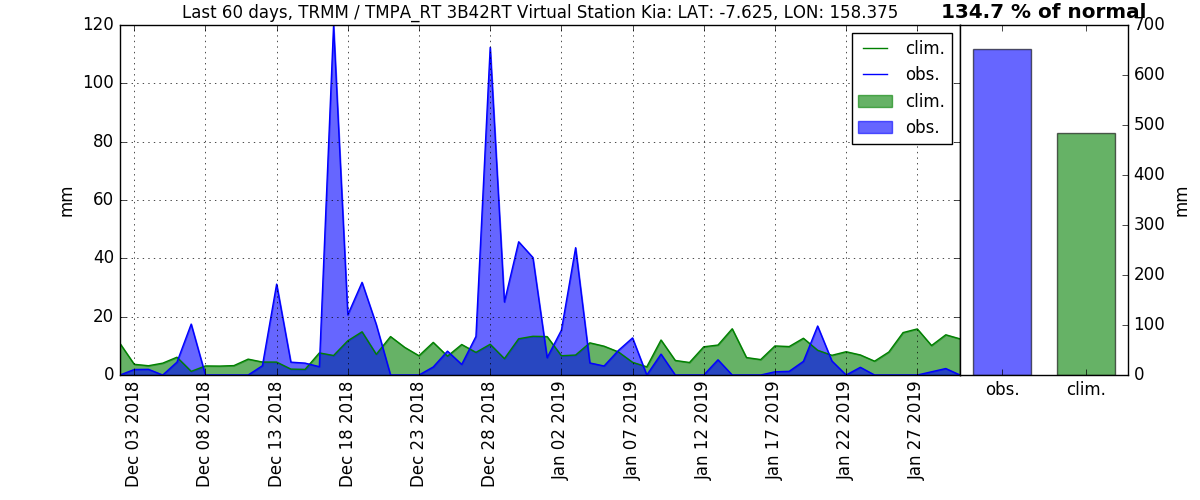 Last 60 days, TRMM / TMPA_RT 3B42RT Virtual Station Kia: LAT: -7.625, LON: 158.375
134.7 % of normal
120
100
80
60
40
20
0
mm
clim.
obs.
clim.
obs.
700
600
500
400
300
200
100
0
mm
obs.
clim.
Dec 03 2018
Dec 08 2018
Dec 13 2018
Dec 18 2018
Dec 23 2018
Dec 28 2018
Jan 02 2019
Jan 07 2019
Jan 12 2019
Jan 17 2019
Jan 22 2019
Jan 27 2019